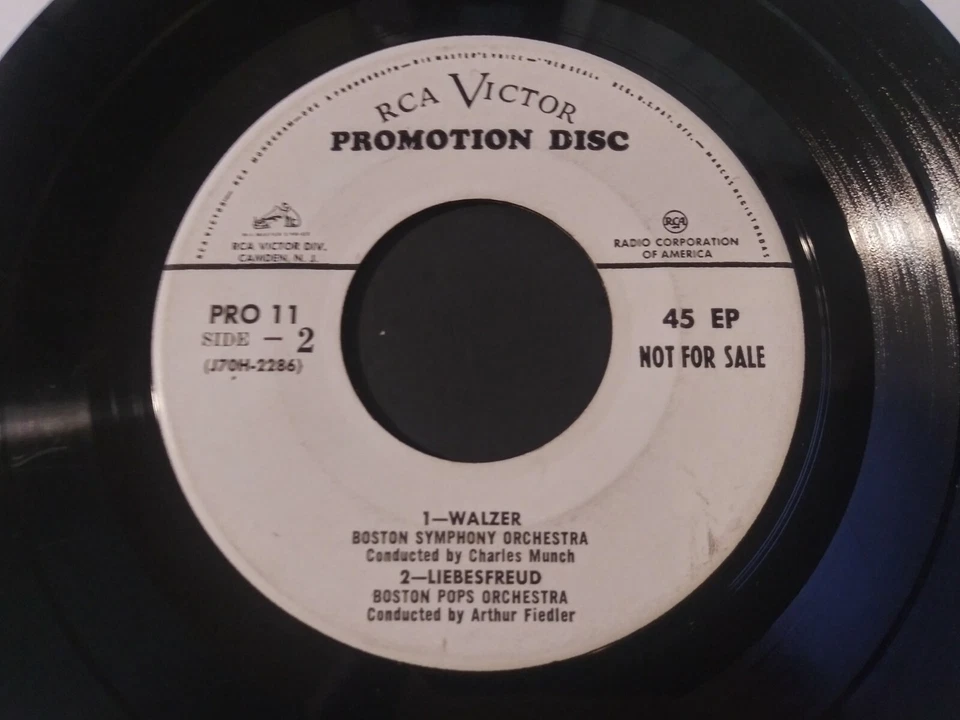 RCA VICTOR
PROMOTION DISC
RCA VICTOR DIV.
CAMDEN, N. J.
RCA
RADIO CORPORATION
OF AMERICA
PRO 11
SIDE - 2
(J70H-2286)
45 EP
NOT FOR SALE
1—WALZER
BOSTON SYMPHONY ORCHESTRA
Conducted by Charles Munch
2—LIEBESFREUD
BOSTON POPS ORCHESTRA
Conducted by Arthur Fiedler